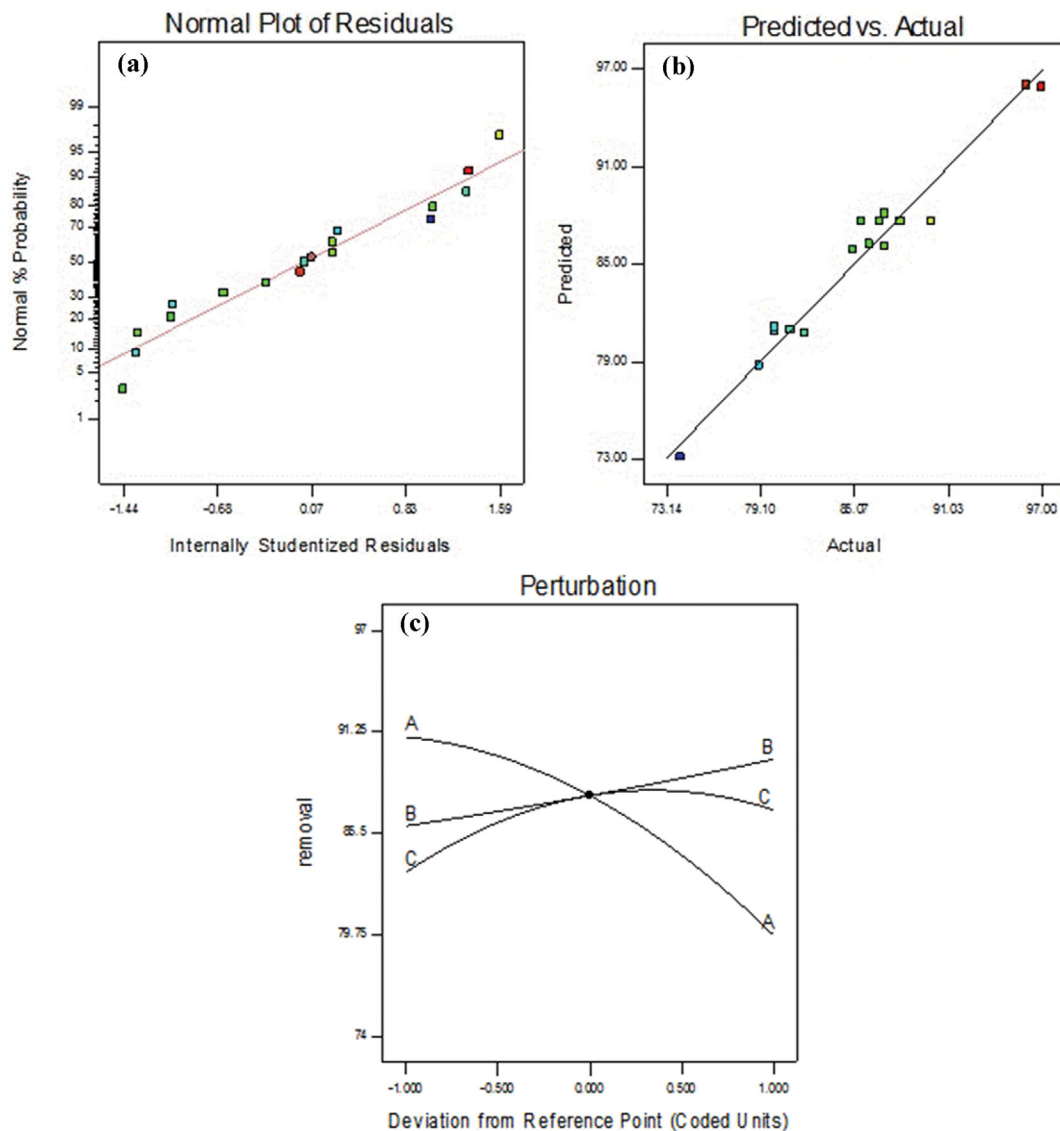 Normal Plot of Residuals
(a)
99
95
90
80
70
50
30
20
10
5
1
Normal % Probability
-1.44 -0.68 0.07 0.83 1.59
Internally Studentized Residuals
Predicted vs. Actual
(b)
97.00
91.00
85.00
79.00
73.00
Predicted
73.14 79.10 85.07 91.03 97.00
Actual
Perturbation
(c)
97
91.25
85.5
79.75
74
removal
A
B
B
C
C
A
-1.000 -0.500 0.000 0.500 1.000
Deviation from Reference Point (Coded Units)